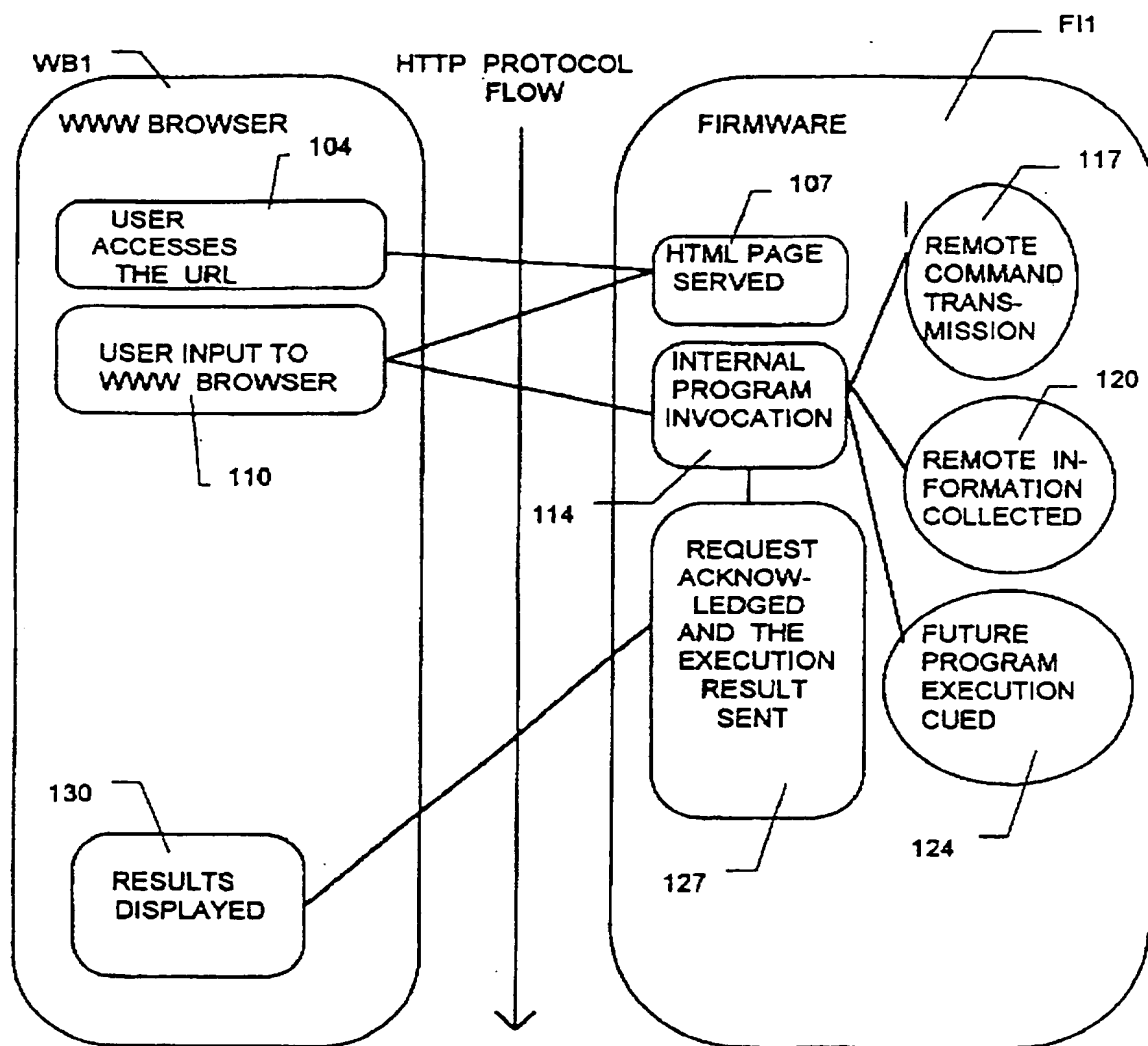 WB1
HTTP PROTOCOL
FLOW
FI1
WWW BROWSER
104
USER
ACCESSES
THE URL
USER INPUT TO
WWW BROWSER
110
FIRMWARE
107
HTML PAGE
SERVED
117
REMOTE
COMMAND
TRANS-
MISSION
INTERNAL
PROGRAM
INVOCATION
114
120
REMOTE IN-
FORMATION
COLLECTED
REQUEST
ACKNOW-
LEDGED
AND THE
EXECUTION
RESULT
SENT
127
FUTURE
PROGRAM
EXECUTION
CUED
124
130
RESULTS
DISPLAYED